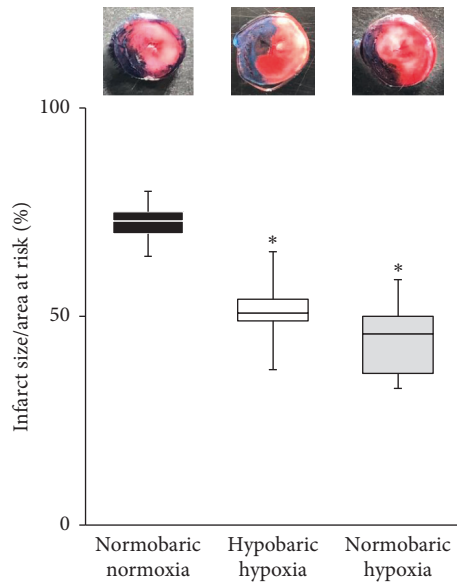 100
50
0
Infarct size/area at risk (%)
*
*
Normobaric normoxia
Hypobaric hypoxia
Normobaric hypoxia